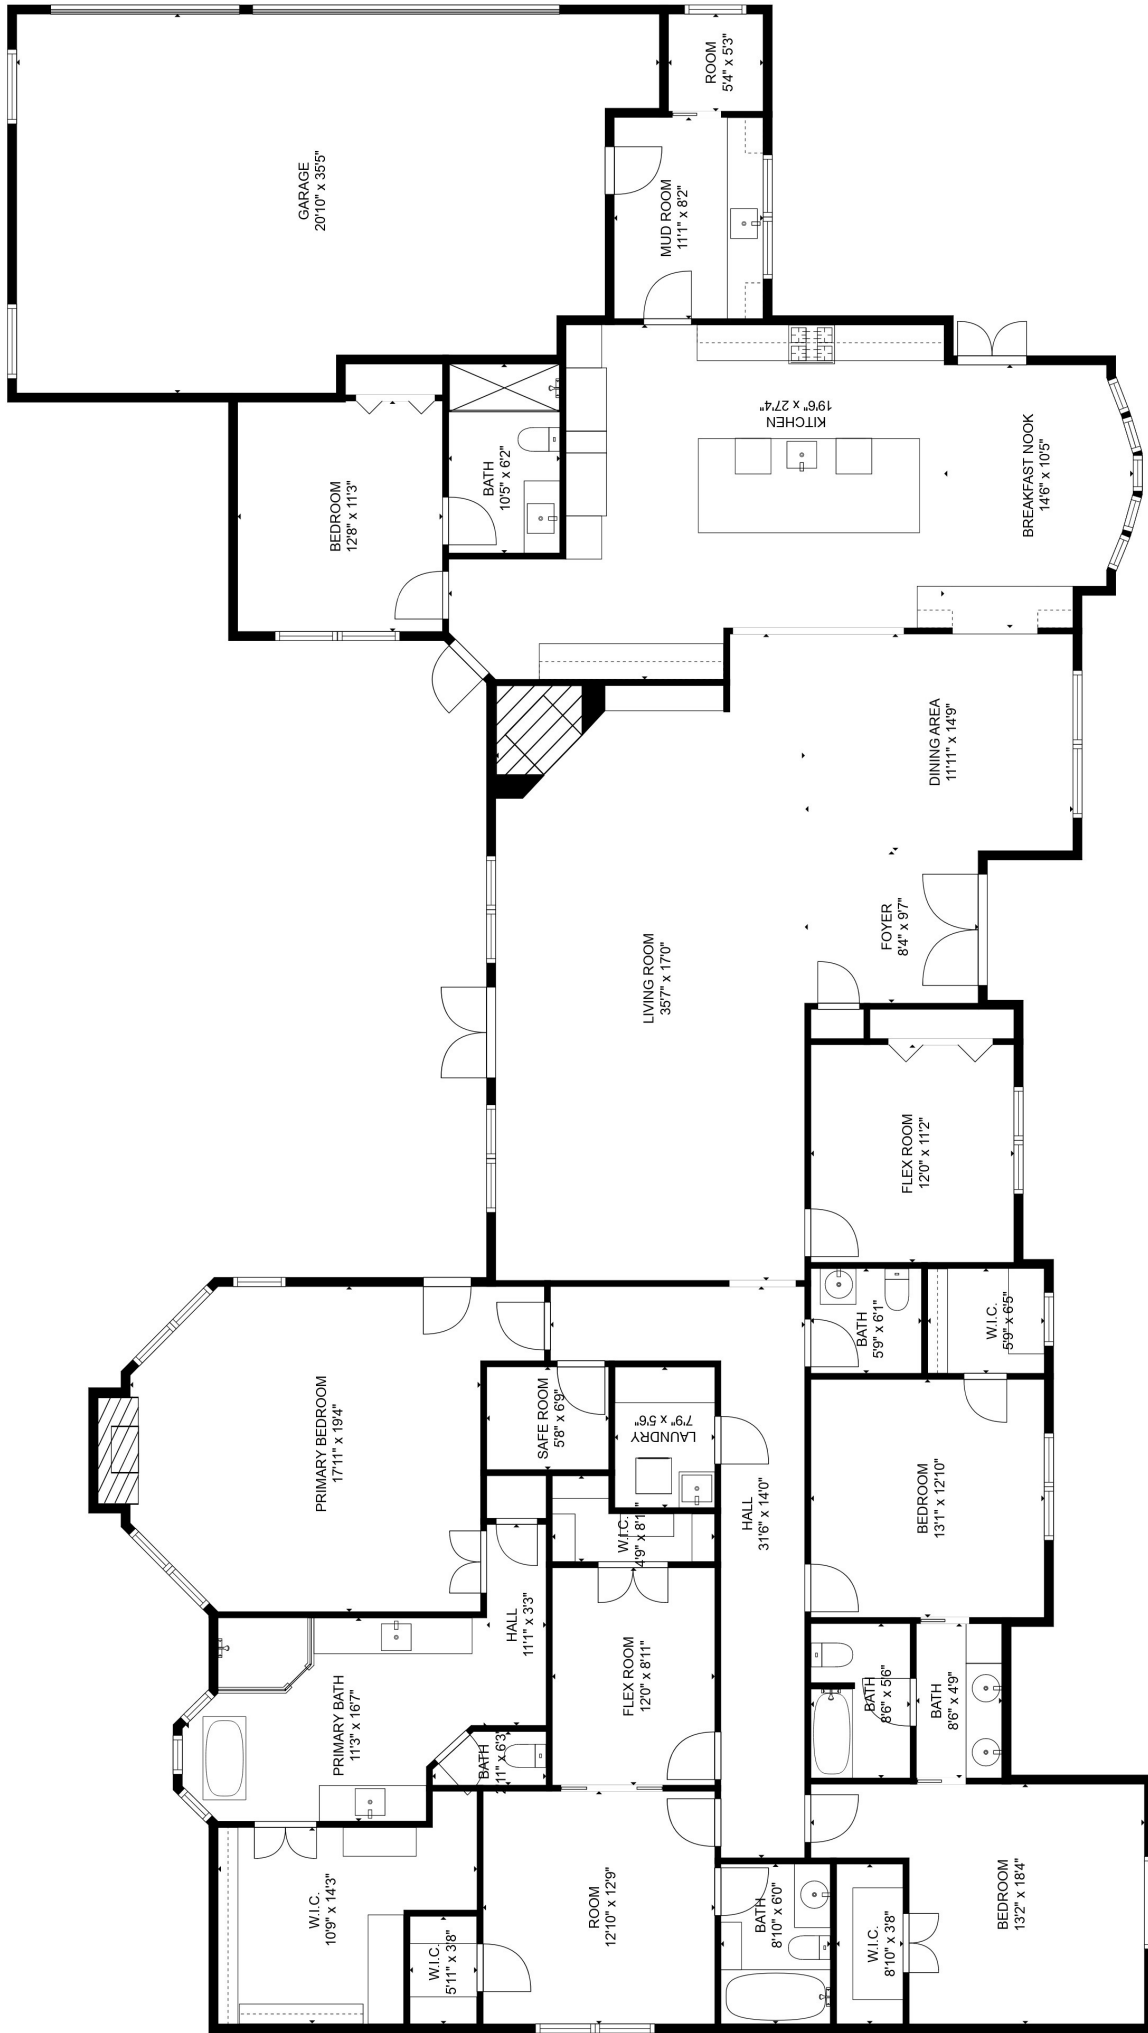 ROOM
5'4" x 5'3"
GARAGE
20'10" x 35'5"
MUD ROOM
11'1" x 8'2"
KITCHEN
19'6" x 27'4"
BATH
10'5" x 6'2"
BEDROOM
12'8" x 11'3"
BREAKFAST NOOK
14'6" x 10'5"
DINING AREA
11'11" x 14'9"
FOYER
8'4" x 9'7"
LIVING ROOM
35'7" x 17'0"
FLEX ROOM
12'0" x 11'2"
BATH
5'9" x 6'1"
W.I.C.
5'9" x 6'5"
PRIMARY BEDROOM
17'11" x 19'4"
SAFE ROOM
5'8" x 6'9"
LAUNDRY
7'9" x 5'6"
HALL
31'6" x 14'0"
BEDROOM
13'1" x 12'10"
W.I.C.
HALL
11'1" x 3'3"
FLEX ROOM
12'0" x 8'11"
BATH
8'6" x 5'6"
BATH
8'6" x 4'9"
PRIMARY BATH
11'3" x 16'7"
BATH
W.I.C.
10'9" x 14'3"
W.I.C.
5'11" x 3'8"
ROOM
12'10" x 12'9"
BATH
8'10" x 6'0"
W.I.C.
8'10" x 3'8"
BEDROOM
13'2" x 18'4"